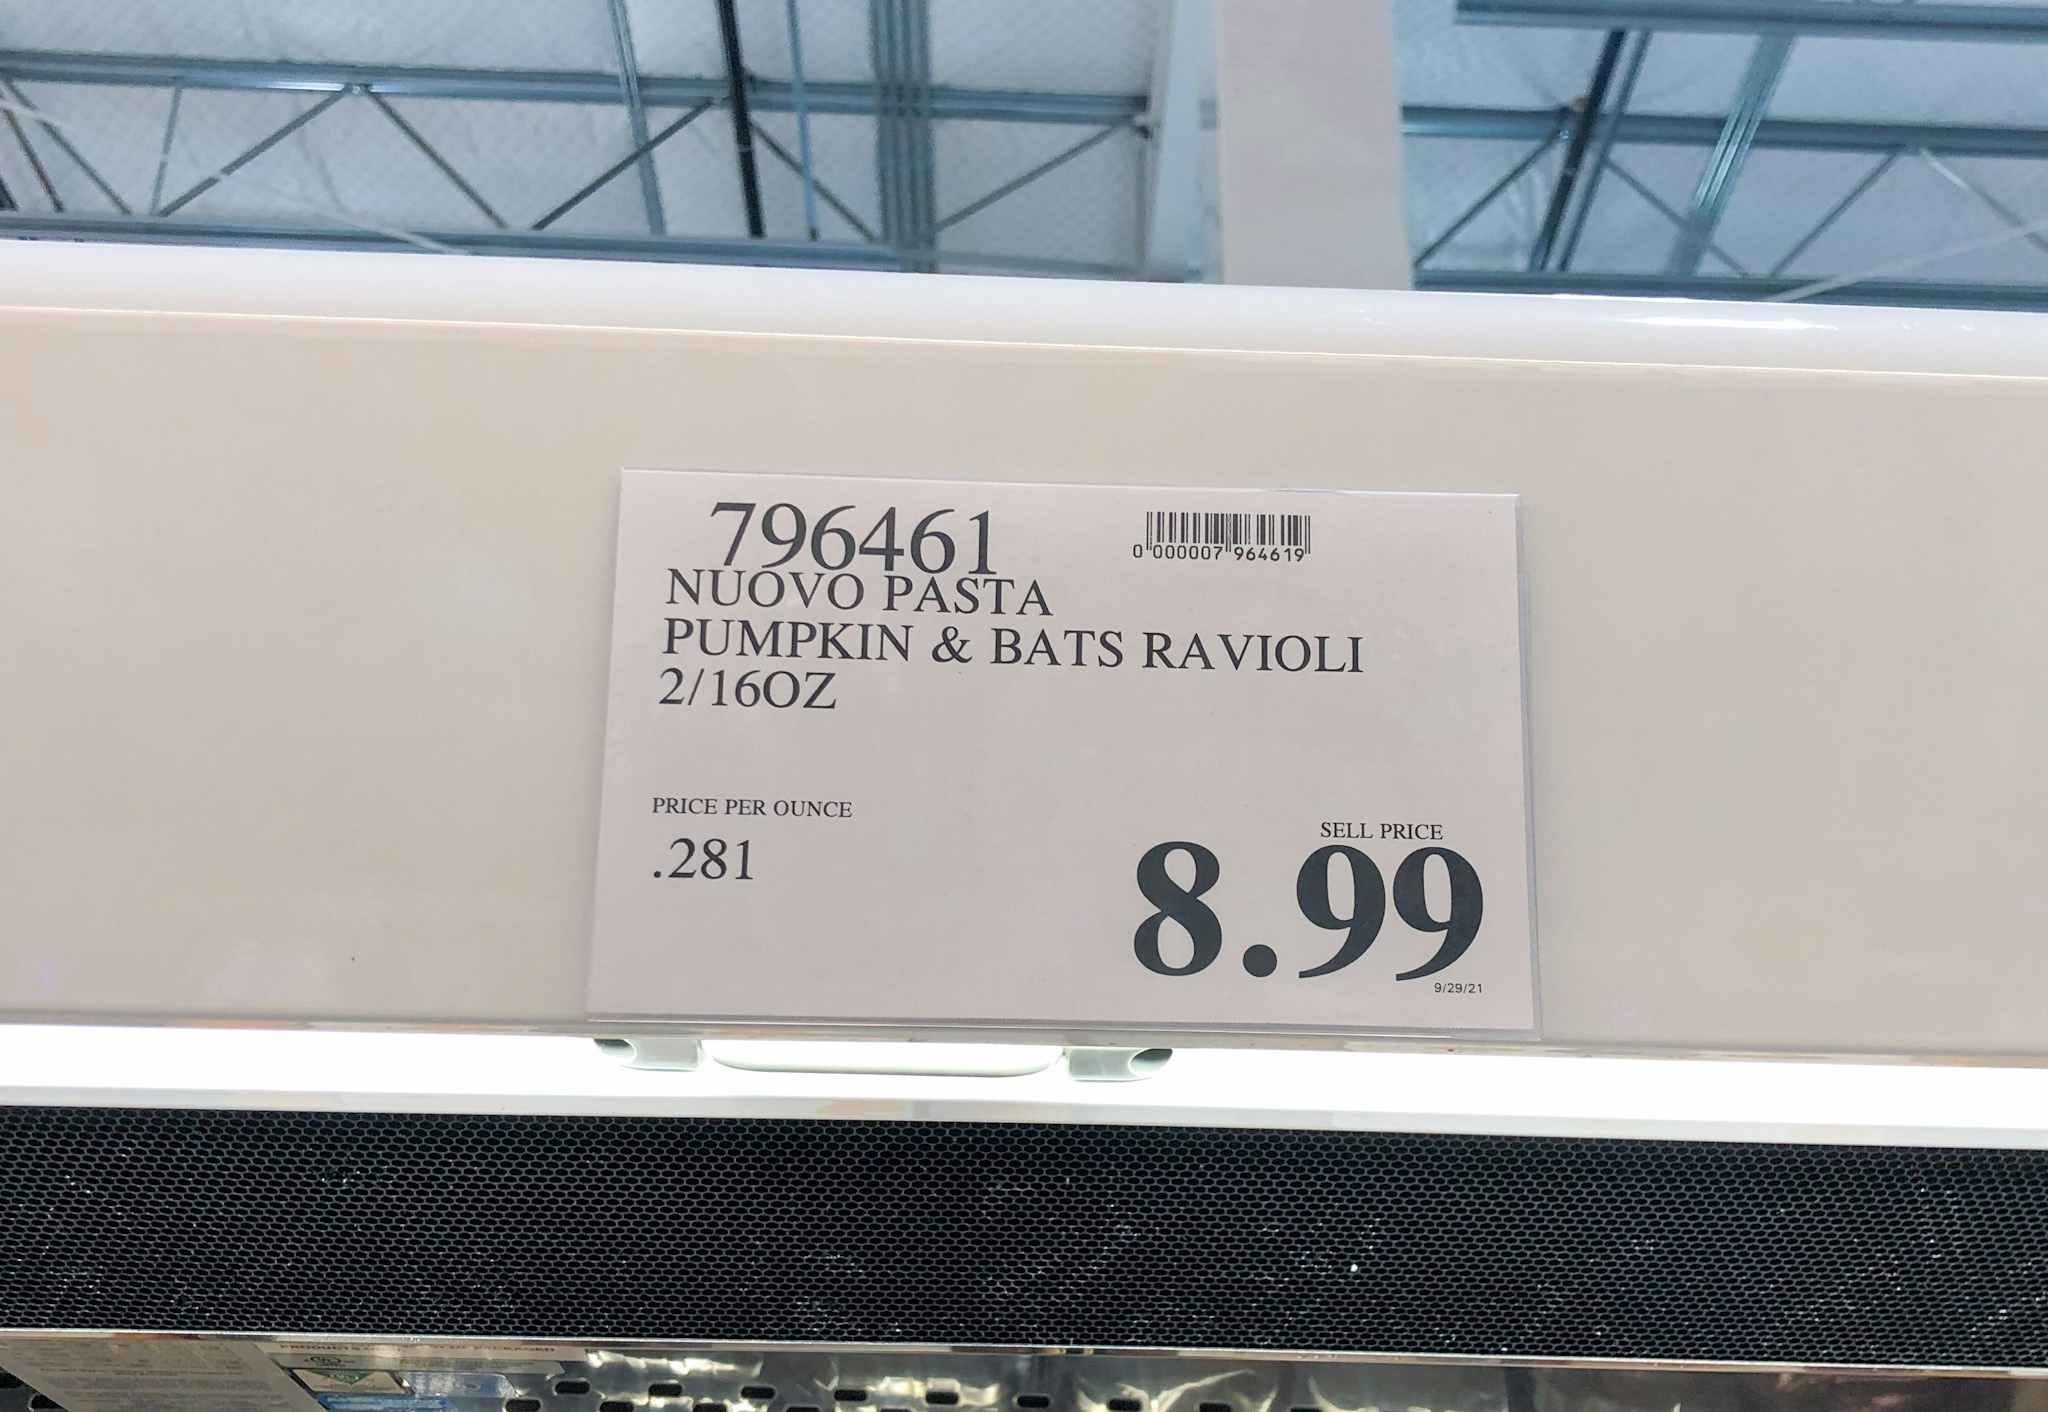 796461
0 000007 964619
NUOVO PASTA
PUMPKIN & BATS RAVIOLI
2/16OZ
PRICE PER OUNCE
.281
SELL PRICE
8.99
9/29/21